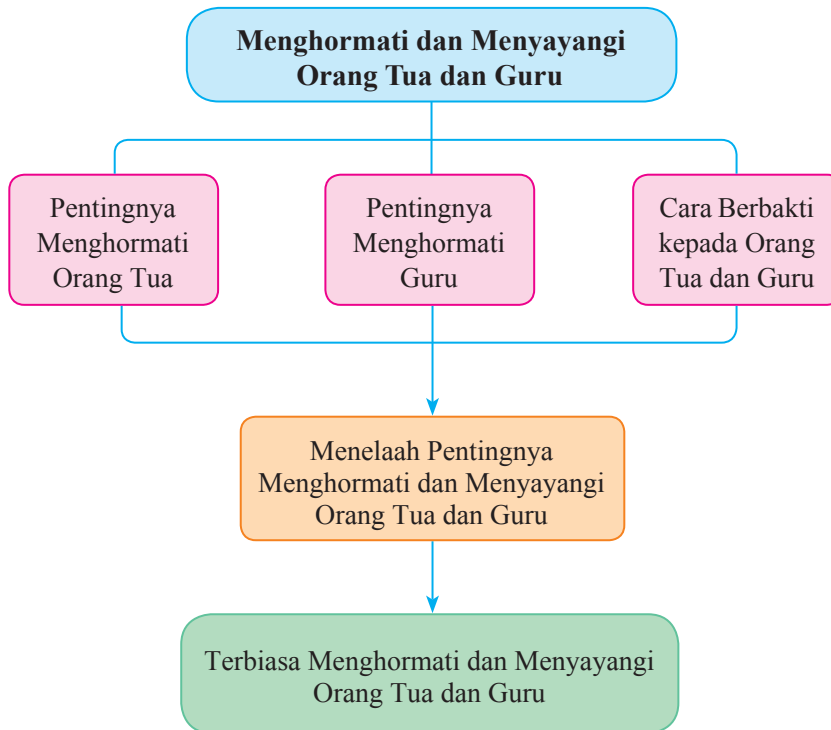 Menghormati dan Menyayangi
Orang Tua dan Guru
Pentingnya
Menghormati
Orang Tua
Pentingnya
Menghormati
Guru
Cara Berbakti
kepada Orang
Tua dan Guru
Menelaah Pentingnya
Menghormati dan Menyayangi
Orang Tua dan Guru
Terbiasa Menghormati dan Menyayangi
Orang Tua dan Guru